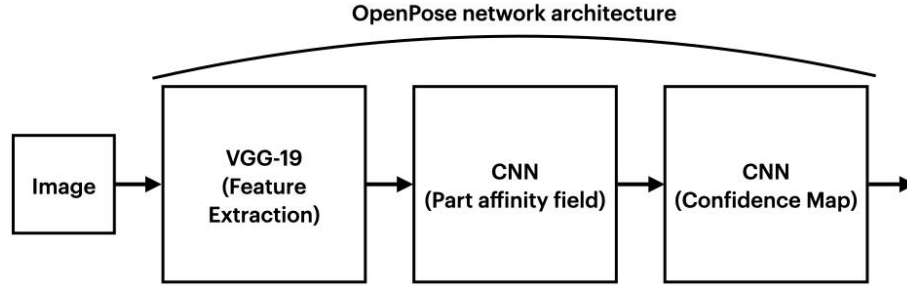 OpenPose network architecture
Image
VGG-19
(Feature
Extraction)
CNN
(Part affinity field)
CNN
(Confidence Map)